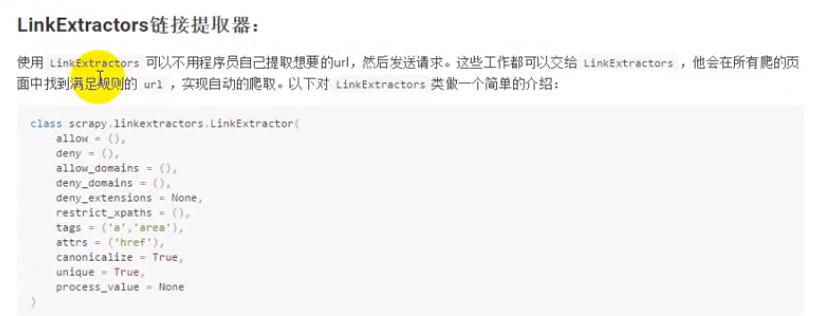 LinkExtractors链接提取器：
使用 LinkExtractors 可以不用程序员自己提取想要的url，然后发送请求。这些工作都可以交给 LinkExtractors ，他会在所有爬的页
面中找到满足规则的 url ，实现自动的爬取。以下对 LinkExtractors 类做一个简单的介绍：
class scrapy.linkextractors.LinkExtractor(
allow = (),
deny = (),
allow_domains = (),
deny_domains = (),
deny_extensions = None,
restrict_xpaths = (),
tags = ('a','area'),
attrs = ('href'),
canonicalize = True,
unique = True,
process_value = None
)